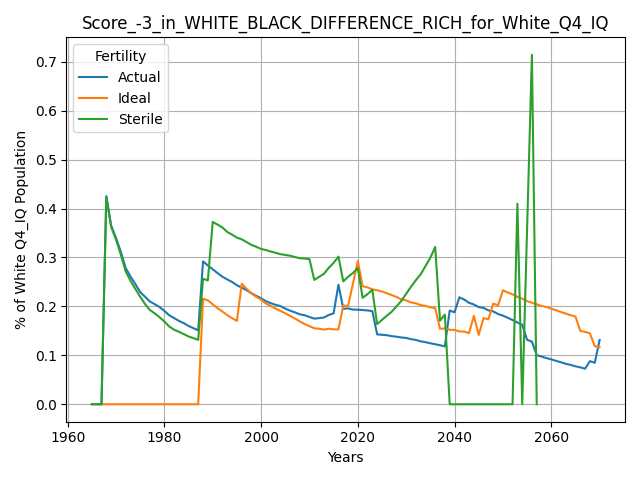 Score_-3_in_WHITE_BLACK_DIFFERENCE_RICH_for_White_Q4_IQ
Fertility
Actual
Ideal
Sterile
% of White Q4_IQ Population
0.7
0.6
0.5
0.4
0.3
0.2
0.1
0.0
1960 1980 2000 2020 2040 2060
Years